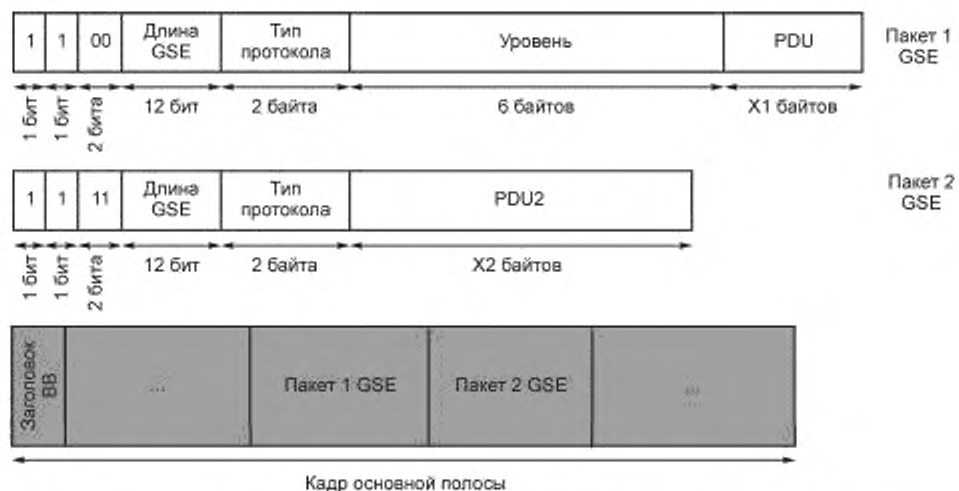 1 1 00 Длина GSE Тип протокола Уровень PDU Пакет 1 GSE
1 бит 1 бит 2 бита 12 бит 2 байта 6 байтов X1 байтов
1 1 11 Длина GSE Тип протокола PDU2 Пакет 2 GSE
1 бит 1 бит 2 бита 12 бит 2 байта X2 байтов
Заголовок BB ... Пакет 1 GSE Пакет 2 GSE ...
Кадр основной полосы